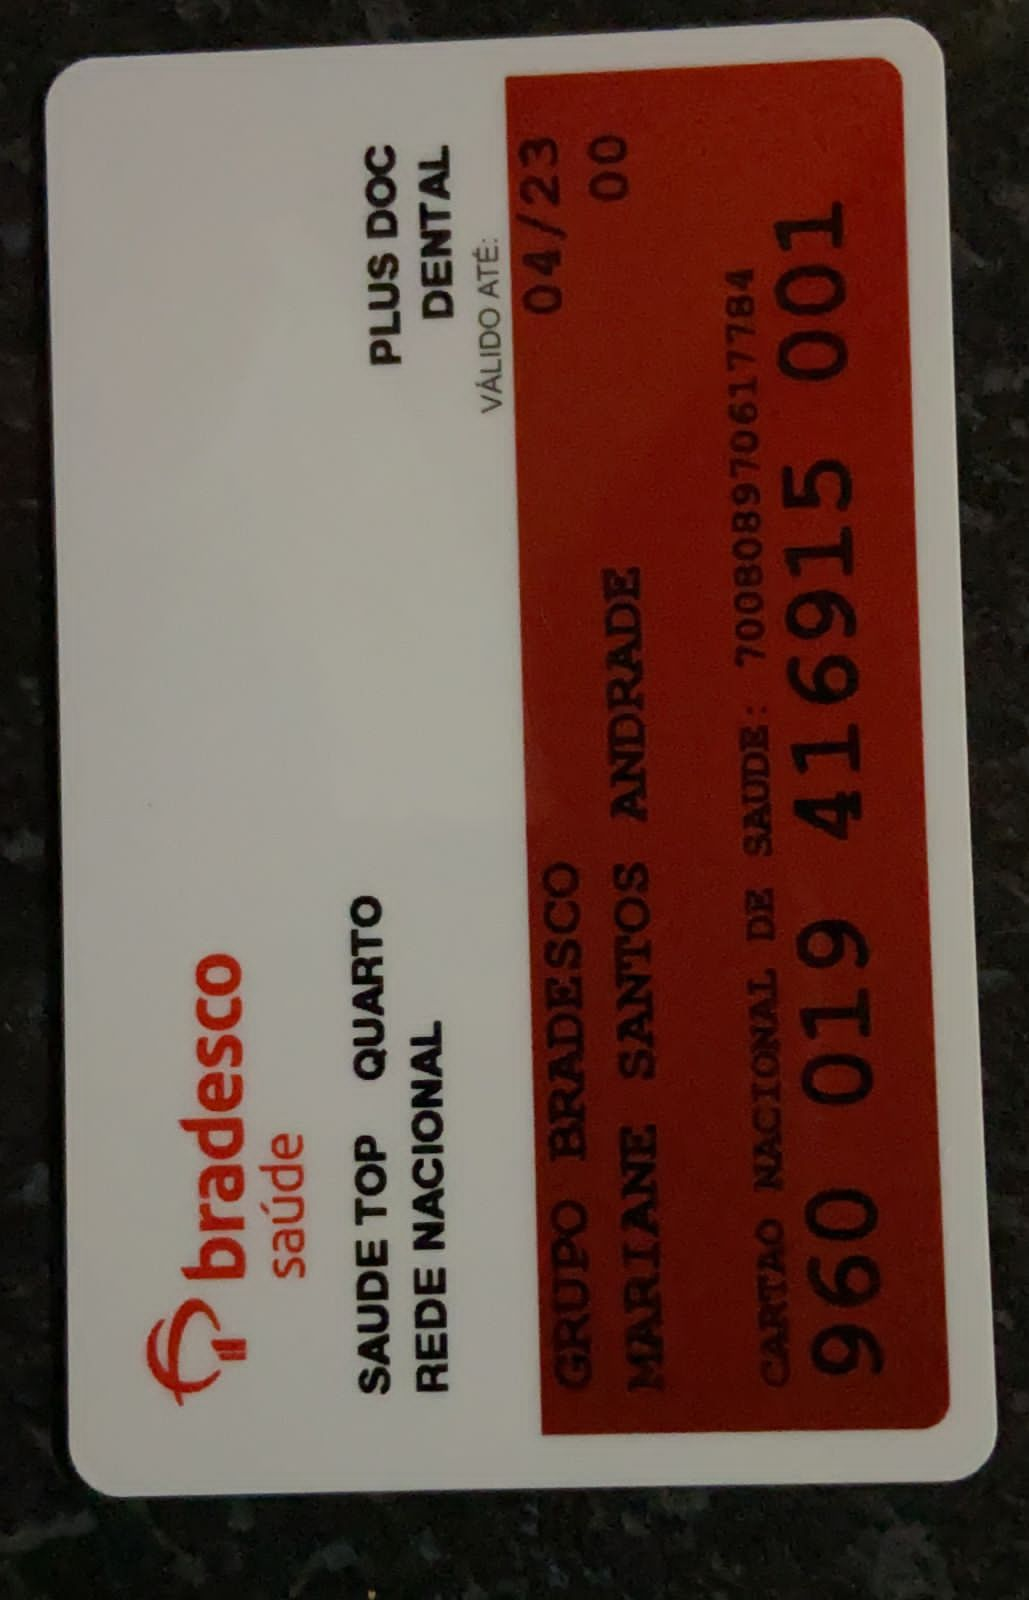 bradesco
saúde
SAUDE TOP QUARTO PLUS DOC
REDE NACIONAL DENTAL
VÁLIDO ATÉ:
GRUPO BRADESCO 04/23
MARIANE SANTOS ANDRADE 00
CARTAO NACIONAL DE SAUDE: 700808970617784
960 019 416915 001